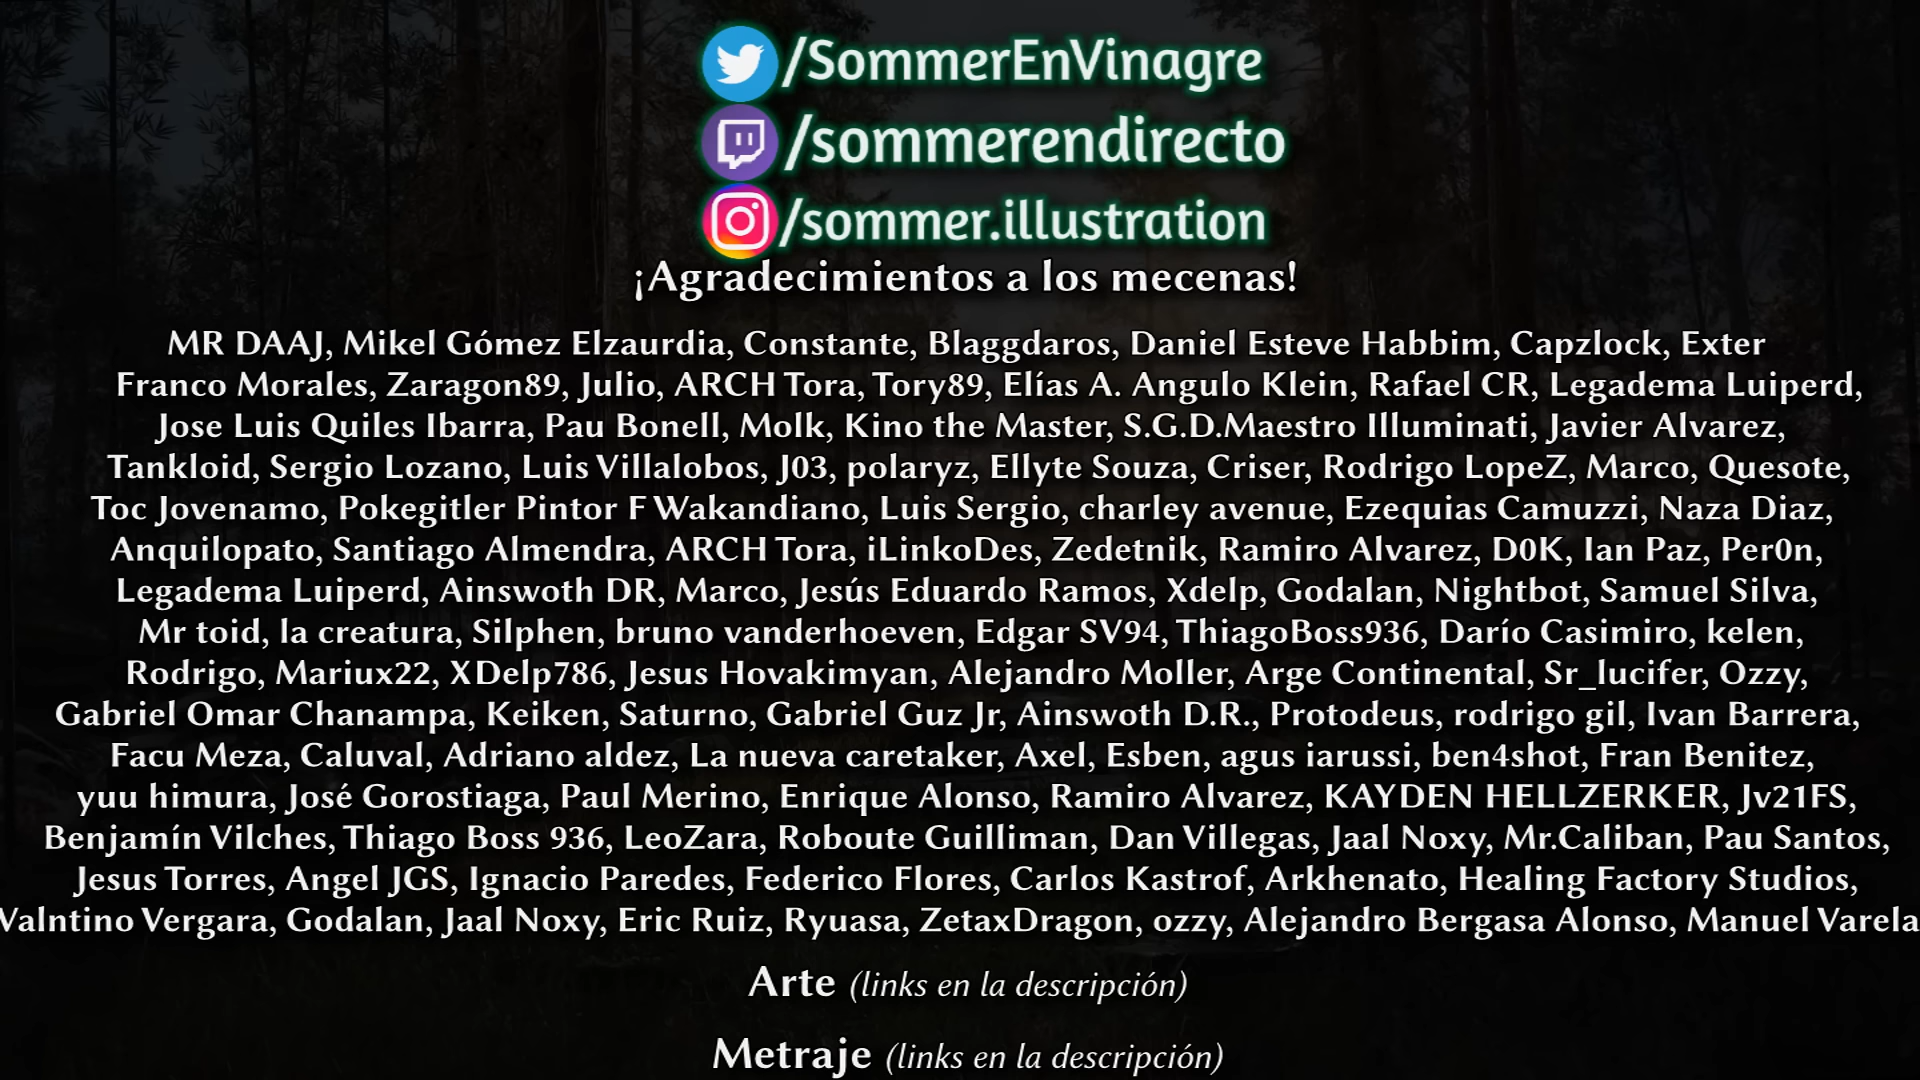 /SommerEnVinagre
/sommerendirecto
/sommer.illustration
¡Agradecimientos a los mecenas!
MR DAAJ, Mikel Gómez Elzaurdia, Constante, Blaggdaros, Daniel Esteve Habbim, Capzlock, Exter
Franco Morales, Zaragon89, Julio, ARCH Tora, Tory89, Elías A. Angulo Klein, Rafael CR, Legadema Luiperd,
Jose Luis Quiles Ibarra, Pau Bonell, Molk, Kino the Master, S.G.D.Maestro Illuminati, Javier Alvarez,
Tankloid, Sergio Lozano, Luis Villalobos, J03, polaryz, Ellyte Souza, Criser, Rodrigo LopeZ, Marco, Quesote,
Toc Jovenamo, Pokegitler Pintor F Wakandiano, Luis Sergio, charley avenue, Ezequias Camuzzi, Naza Diaz,
Anquilopato, Santiago Almendra, ARCH Tora, iLinkoDes, Zedetnik, Ramiro Alvarez, D0K, Ian Paz, Per0n,
Legadema Luiperd, Ainswoth DR, Marco, Jesús Eduardo Ramos, Xdelp, Godalan, Nightbot, Samuel Silva,
Mr toid, la creatura, Silphen, bruno vanderhoeven, Edgar SV94, ThiagoBoss936, Darío Casimiro, kelen,
Rodrigo, Mariux22, XDelp786, Jesus Hovakimyan, Alejandro Moller, Arge Continental, Sr_lucifer, Ozzy,
Gabriel Omar Chanampa, Keiken, Saturno, Gabriel Guz Jr, Ainswoth D.R., Protodeus, rodrigo gil, Ivan Barrera,
Facu Meza, Caluval, Adriano aldez, La nueva caretaker, Axel, Esben, agus iarussi, ben4shot, Fran Benitez,
yuu himura, José Gorostiaga, Paul Merino, Enrique Alonso, Ramiro Alvarez, KAYDEN HELLZERKER, Jv21FS,
Benjamín Vilches, Thiago Boss 936, LeoZara, Roboute Guilliman, Dan Villegas, Jaal Noxy, Mr.Caliban, Pau Santos,
Jesus Torres, Angel JGS, Ignacio Paredes, Federico Flores, Carlos Kastrof, Arkhenato, Healing Factory Studios,
Valntino Vergara, Godalan, Jaal Noxy, Eric Ruiz, Ryuasa, ZetaxDragon, ozzy, Alejandro Bergasa Alonso, Manuel Varela
Arte (links en la descripción)
Metraje (links en la descripción)